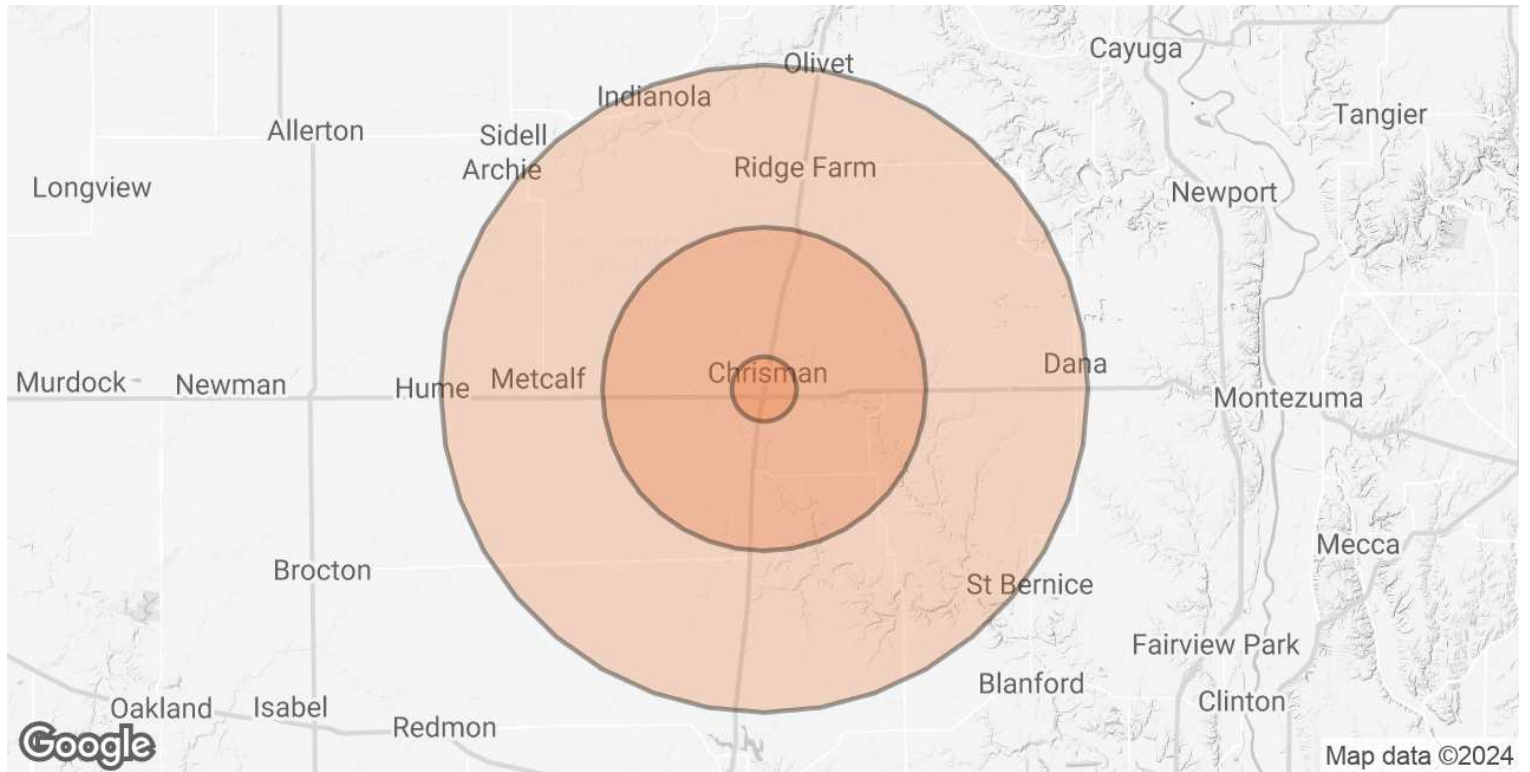 Cayuga
Olivet
Indianola
Tangier
Allerton
Sidell
Archie
Ridge Farm
Longview
Newport
Dana
Chrisman
Metcalf
Hume
Newman
Murdock
Montezuma
Mecca
Brocton
St Bernice
Fairview Park
Blanford
Clinton
Oakland
Isabel
Redmon
Google
Map data ©2024